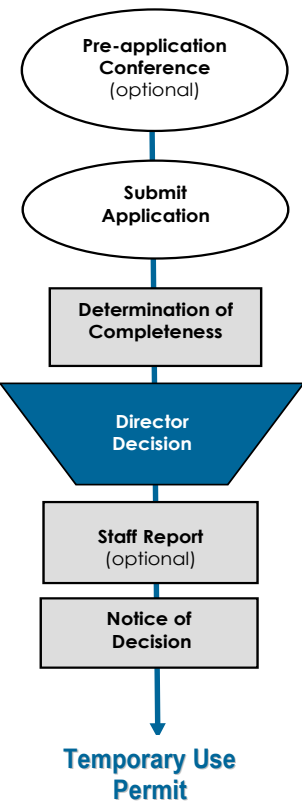 Pre-application
Conference
(optional)
Submit
Application
Determination of
Completeness
Director
Decision
Staff Report
(optional)
Notice of
Decision
Temporary Use
Permit